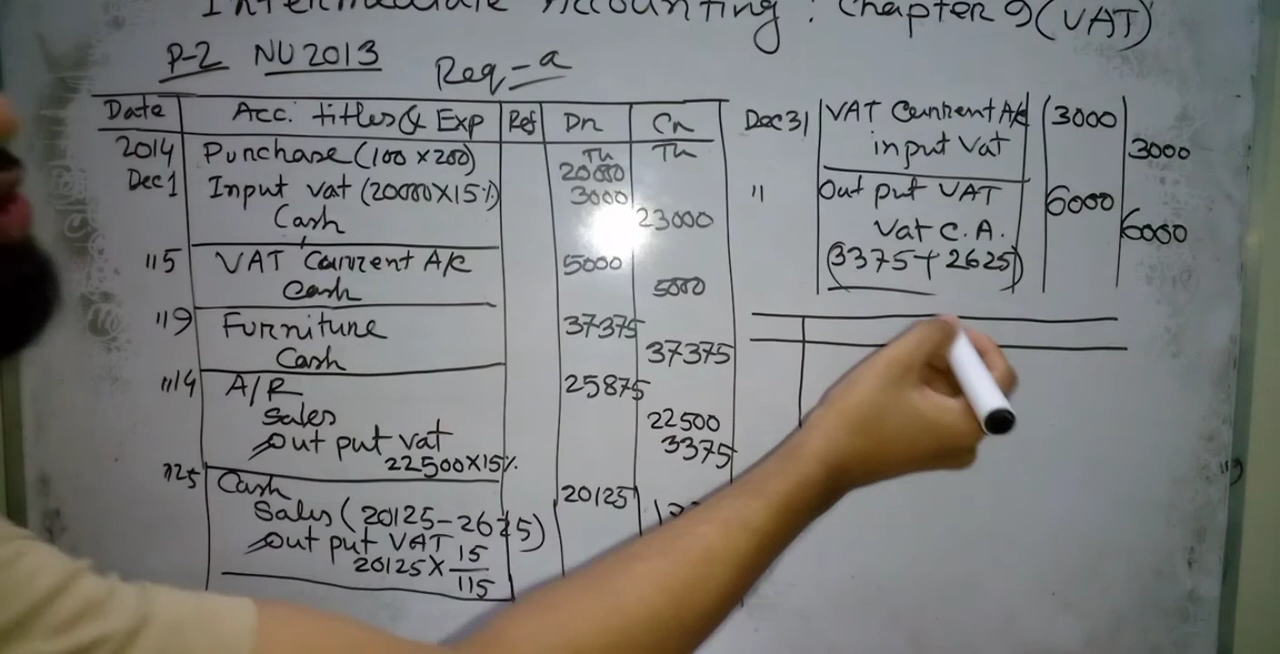 Intermediate Accounting: Chapter 9 (VAT)
P-2 NU 2013
Req-a
Date Acc. titles & Exp Ref Dr Cr
Tk Tk
2014 Purchase (100 × 200) 20000
Dec 1 Input vat (20000×15%) 3000
Cash 23000
"5 VAT Current A/C 5000
Cash 5000
"9 Furniture 37375
Cash 37375
"14 A/R 25875
Sales 22500
Out put vat 3375
22500×15%
"25 Cash 20125
Sales (20125-2625)
Out put VAT
20125× 15/115
Dec 31 VAT Current A/c 3000
input vat 3000
" Out put VAT 6000
Vat C.A. 6000
(3375+2625)